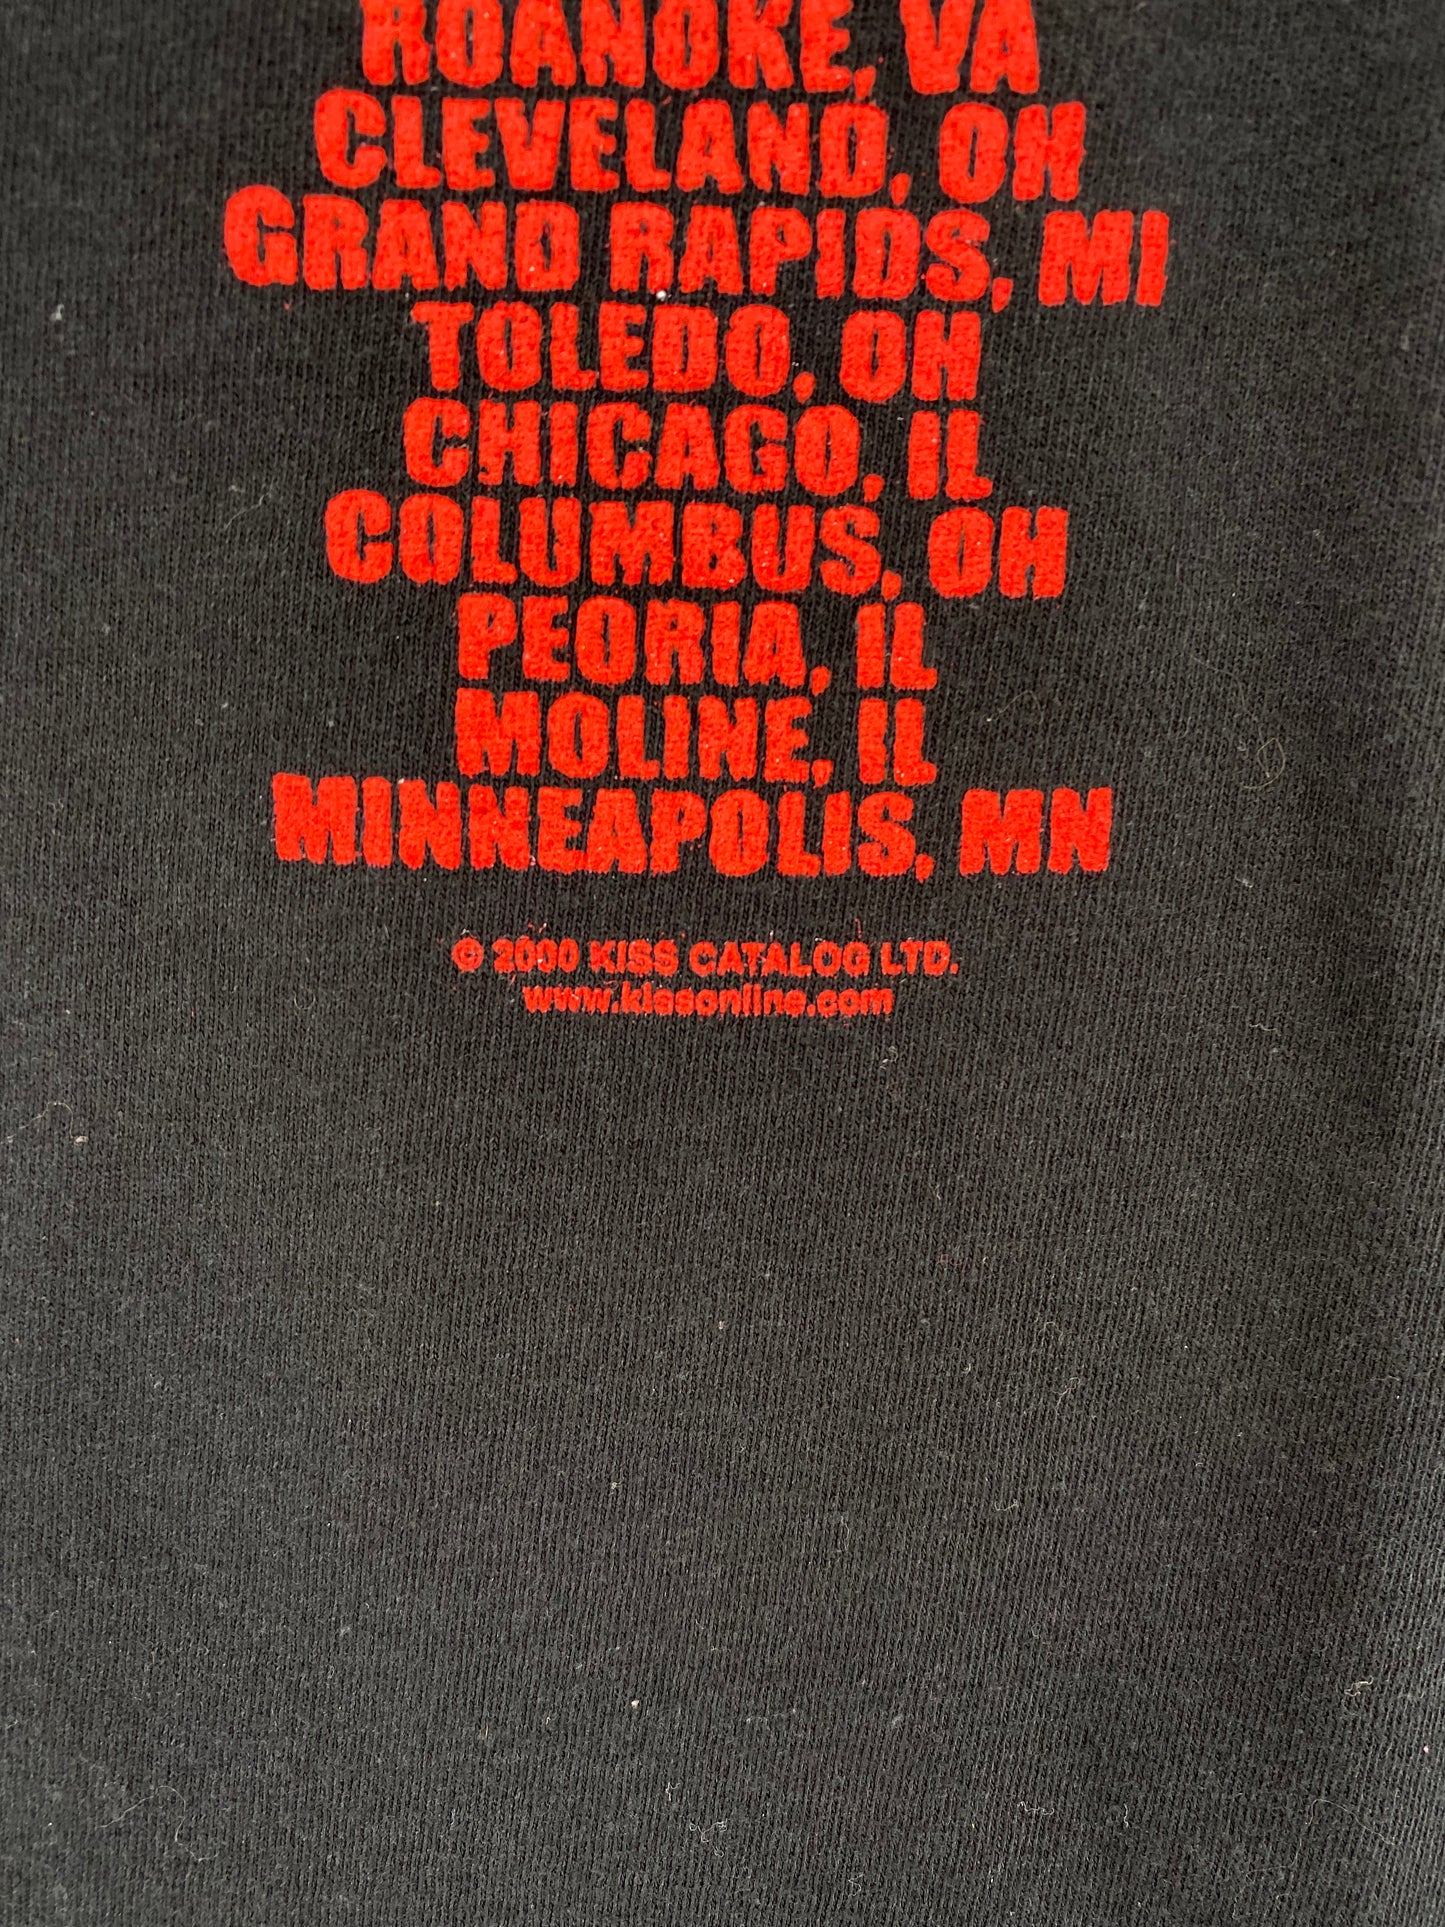 ROANOKE, VA
CLEVELAND, OH
GRAND RAPIDS, MI
TOLEDO, OH
CHICAGO, IL
COLUMBUS, OH
PEORIA, IL
MOLINE, IL
MINNEAPOLIS, MN
© 2000 KISS CATALOG LTD.
www.kissonline.com